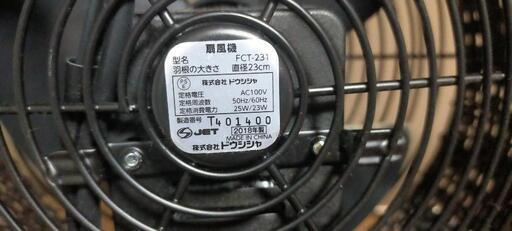 扇風機
型名 FCT-231
羽根の大きさ 直径23cm
PS
E
株式会社 ドウシシャ
定格電圧 AC100V
定格周波数 50Hz/60Hz
定格消費電力 25W/23W
製造番号 T401400
JET 2018年製
MADE IN CHINA
株式会社 ドウシシャ